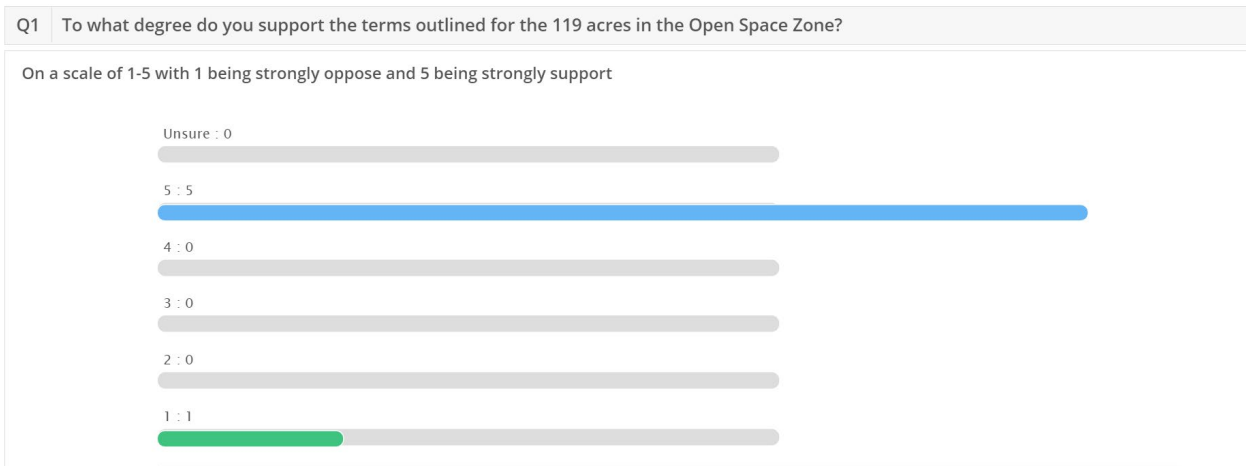 Q1 To what degree do you support the terms outlined for the 119 acres in the Open Space Zone?
On a scale of 1-5 with 1 being strongly oppose and 5 being strongly support
Unsure : 0
5 : 5
4 : 0
3 : 0
2 : 0
1 : 1